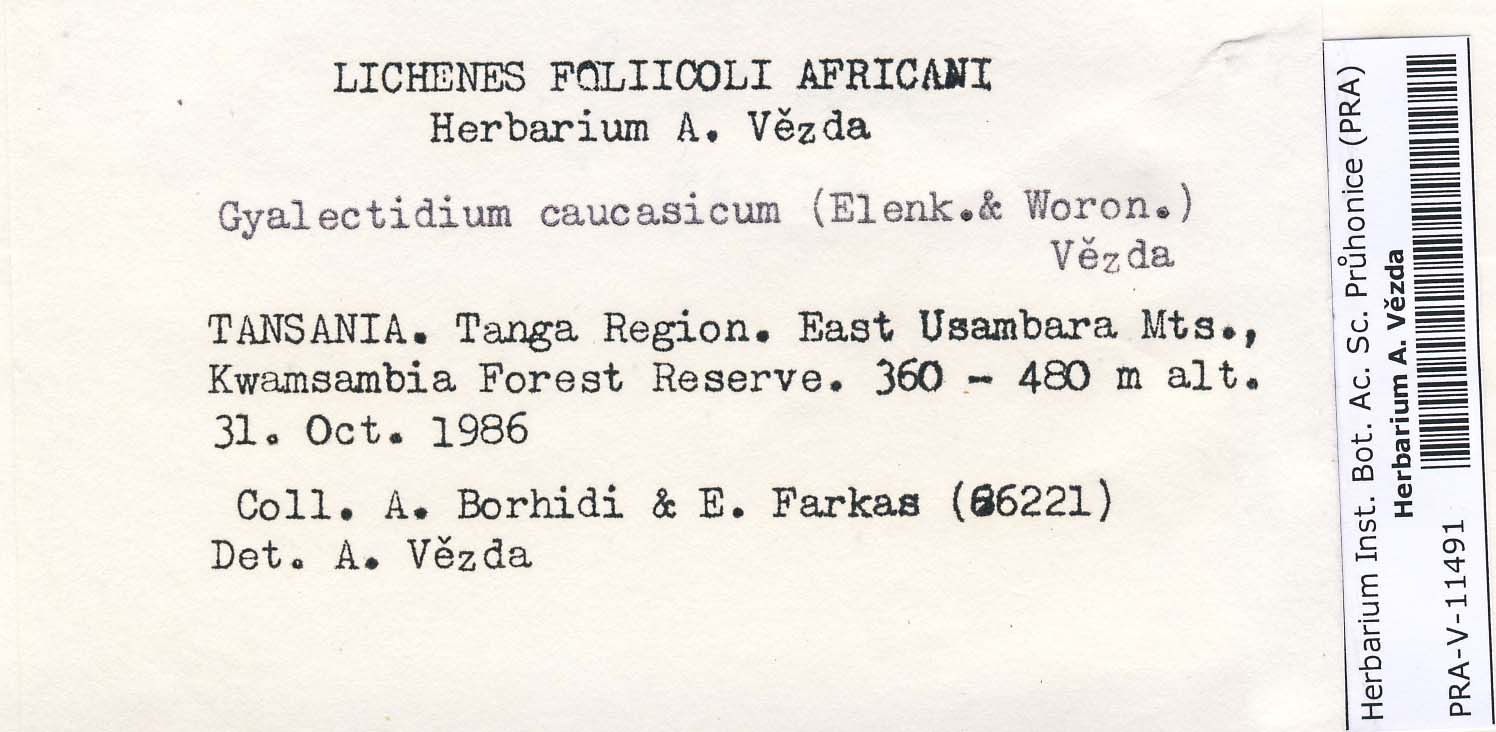 LICHENES FOLIICOLI AFRICANI
Herbarium A. Vězda
Gyalectidium caucasicum (Elenk.& Woron.)
Vězda
TANSANIA. Tanga Region. East Usambara Mts.,
Kwamsambia Forest Reserve. 360 - 480 m alt.
31. Oct. 1986
Coll. A. Borhidi & E. Farkas
Det. A. Vězda
Herbarium Inst. Bot. Ac. Sc. Průhonice (PRA)
Herbarium A. Vězda
PRA-V-11491